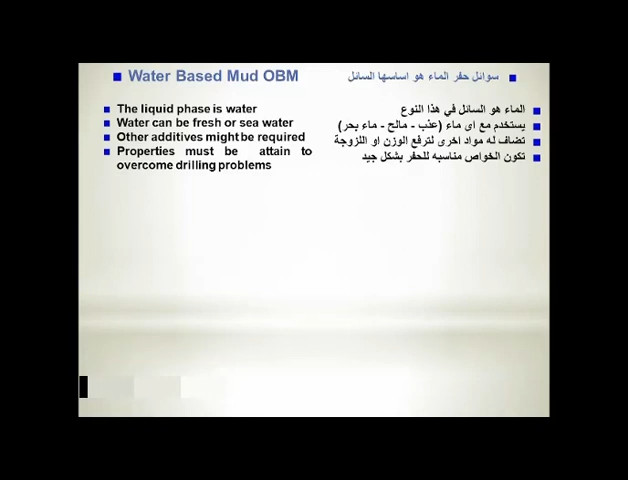 Water Based Mud OBM
The liquid phase is water
Water can be fresh or sea water
Other additives might be required
Properties must be attain to
overcome drilling problems
سوائل حفر الماء هو اساسها السائل
الماء هو السائل في هذا النوع
يستخدم مع اى ماء (عذب - مالح - ماء بحر)
تضاف له مواد اخرى لترفع الوزن او اللزوجة
تكون الخواص مناسبه للحفر بشكل جيد